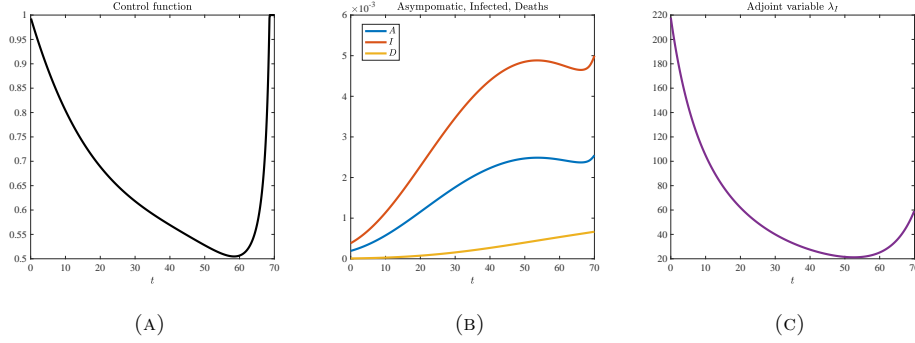 Control function
1
0.95
0.9
0.85
0.8
0.75
0.7
0.65
0.6
0.55
0.5
0 10 20 30 40 50 60 70
t
(A)
Asympomatic, Infected, Deaths
×10⁻³
6
5
4
3
2
1
0
A
I
D
0 10 20 30 40 50 60 70
t
(B)
Adjoint variable λ_I
220
200
180
160
140
120
100
80
60
40
20
0 10 20 30 40 50 60 70
t
(C)